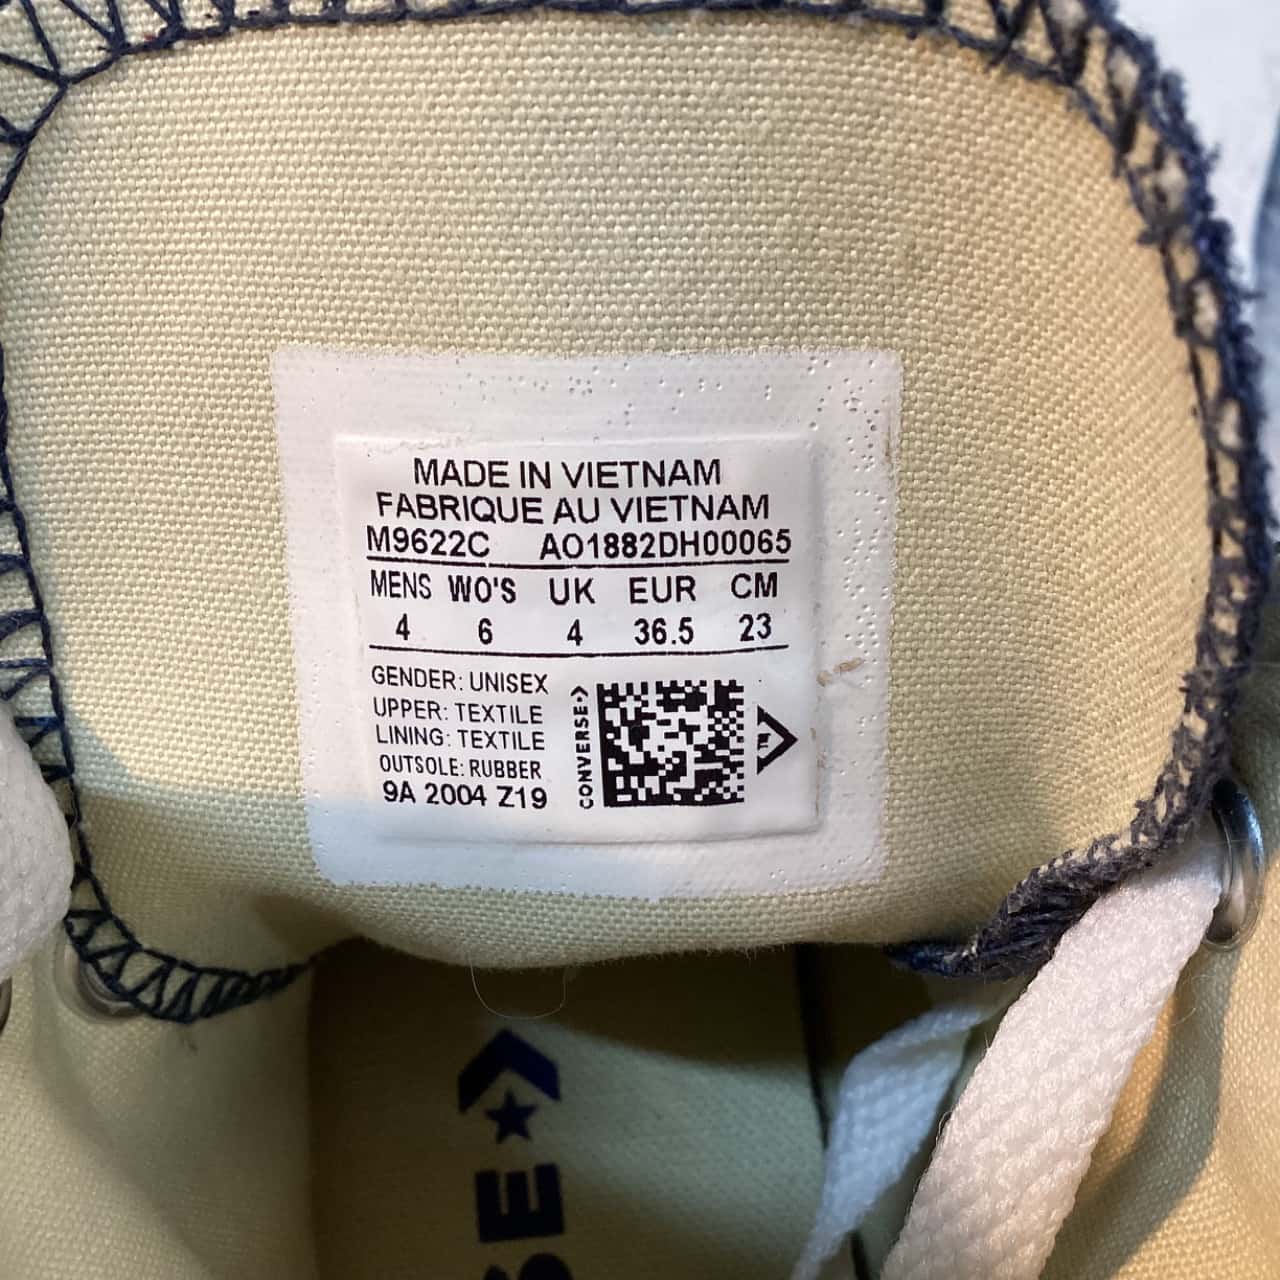 MADE IN VIETNAM
FABRIQUE AU VIETNAM
M9622C AO1882DH00065
MENS WO'S UK EUR CM
4 6 4 36.5 23
GENDER: UNISEX
UPPER: TEXTILE
LINING: TEXTILE
OUTSOLE: RUBBER
9A 2004 Z19
CONVERSE
E